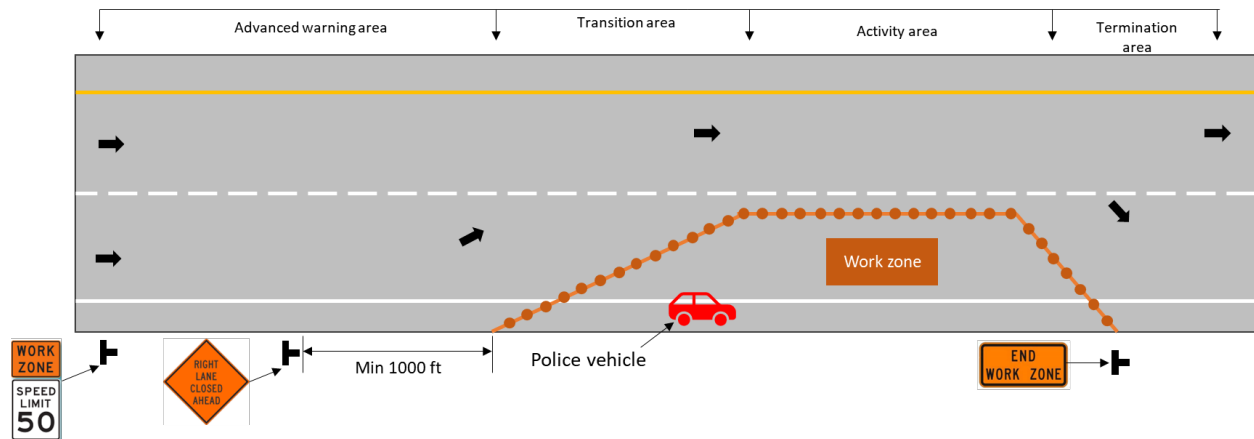 Advanced warning area
Transition area
Activity area
Termination
area
Work zone
Police vehicle
Min 1000 ft
WORK
ZONE
SPEED
LIMIT
50
RIGHT
LANE
CLOSED
AHEAD
END
WORK ZONE